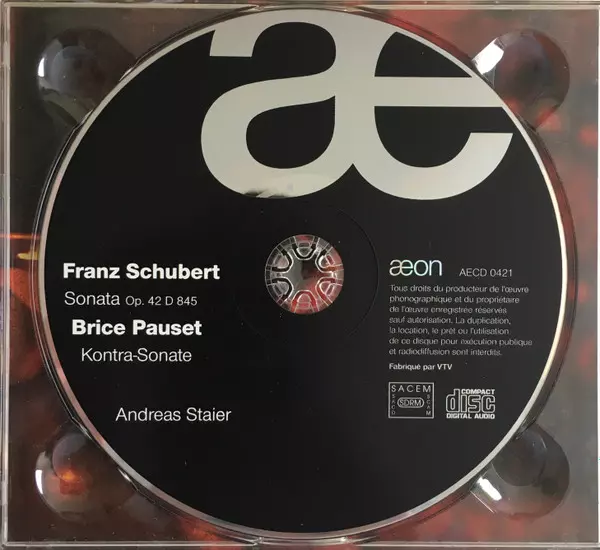 æ
Franz Schubert
Sonata Op. 42 D 845
Brice Pauset
Kontra-Sonate
Andreas Staier
æon AECD 0421
Tous droits du producteur de l'œuvre
phonographique et du propriétaire
de l'œuvre enregistrée réservés
sauf autorisation. La duplication,
la location, le prêt ou l'utilisation
de ce disque pour exécution publique
et radiodiffusion sont interdits.
Fabriqué par VTV
SACEM
SACD
SDRM
SCAM
COMPACT
disc
DIGITAL AUDIO